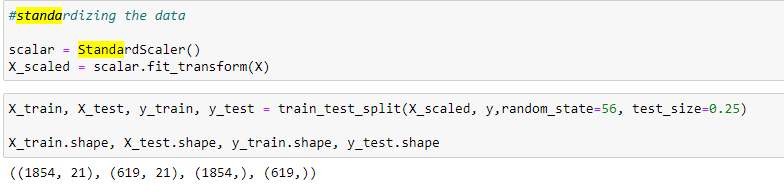 #standardizing the data
scalar = StandardScaler()
X_scaled = scalar.fit_transform(X)
X_train, X_test, y_train, y_test = train_test_split(X_scaled, y,random_state=56, test_size=0.25)
X_train.shape, X_test.shape, y_train.shape, y_test.shape
((1854, 21), (619, 21), (1854,), (619,))